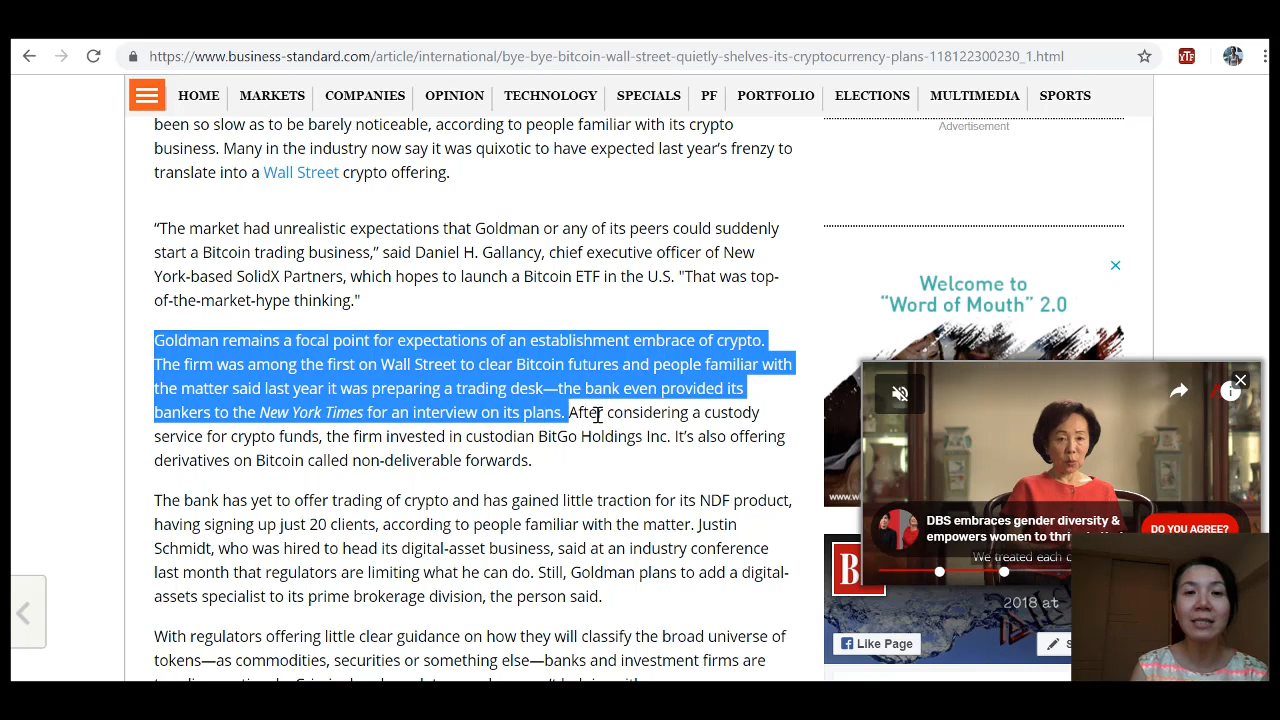 https://www.business-standard.com/article/international/bye-bye-bitcoin-wall-street-quietly-shelves-its-cryptocurrency-plans-118122300230_1.html
YTF
HOME MARKETS COMPANIES OPINION TECHNOLOGY SPECIALS PF PORTFOLIO ELECTIONS MULTIMEDIA SPORTS
been so slow as to be barely noticeable, according to people familiar with its crypto
business. Many in the industry now say it was quixotic to have expected last year's frenzy to
translate into a Wall Street crypto offering.
“The market had unrealistic expectations that Goldman or any of its peers could suddenly
start a Bitcoin trading business,” said Daniel H. Gallancy, chief executive officer of New
York-based SolidX Partners, which hopes to launch a Bitcoin ETF in the U.S. "That was top-
of-the-market-hype thinking."
Goldman remains a focal point for expectations of an establishment embrace of crypto.
The firm was among the first on Wall Street to clear Bitcoin futures and people familiar with
the matter said last year it was preparing a trading desk—the bank even provided its
bankers to the New York Times for an interview on its plans. After considering a custody
service for crypto funds, the firm invested in custodian BitGo Holdings Inc. It’s also offering
derivatives on Bitcoin called non-deliverable forwards.
The bank has yet to offer trading of crypto and has gained little traction for its NDF product,
having signing up just 20 clients, according to people familiar with the matter. Justin
Schmidt, who was hired to head its digital-asset business, said at an industry conference
last month that regulators are limiting what he can do. Still, Goldman plans to add a digital-
assets specialist to its prime brokerage division, the person said.
With regulators offering little clear guidance on how they will classify the broad universe of
tokens—as commodities, securities or something else—banks and investment firms are
Advertisement
Welcome to
“Word of Mouth” 2.0
DBS embraces gender diversity &
empowers women to
DO YOU AGREE?
We treated each
2018 at
B
Like Page